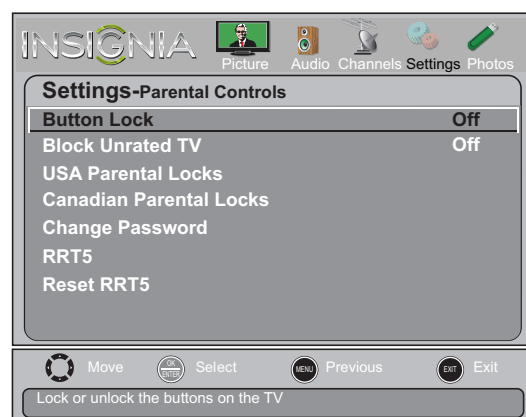 INSIGNIA
Picture Audio Channels Settings Photos
Settings-Parental Controls
Button Lock Off
Block Unrated TV Off
USA Parental Locks
Canadian Parental Locks
Change Password
RRT5
Reset RRT5
Move OK ENTER Select MENU Previous EXIT Exit
Lock or unlock the buttons on the TV